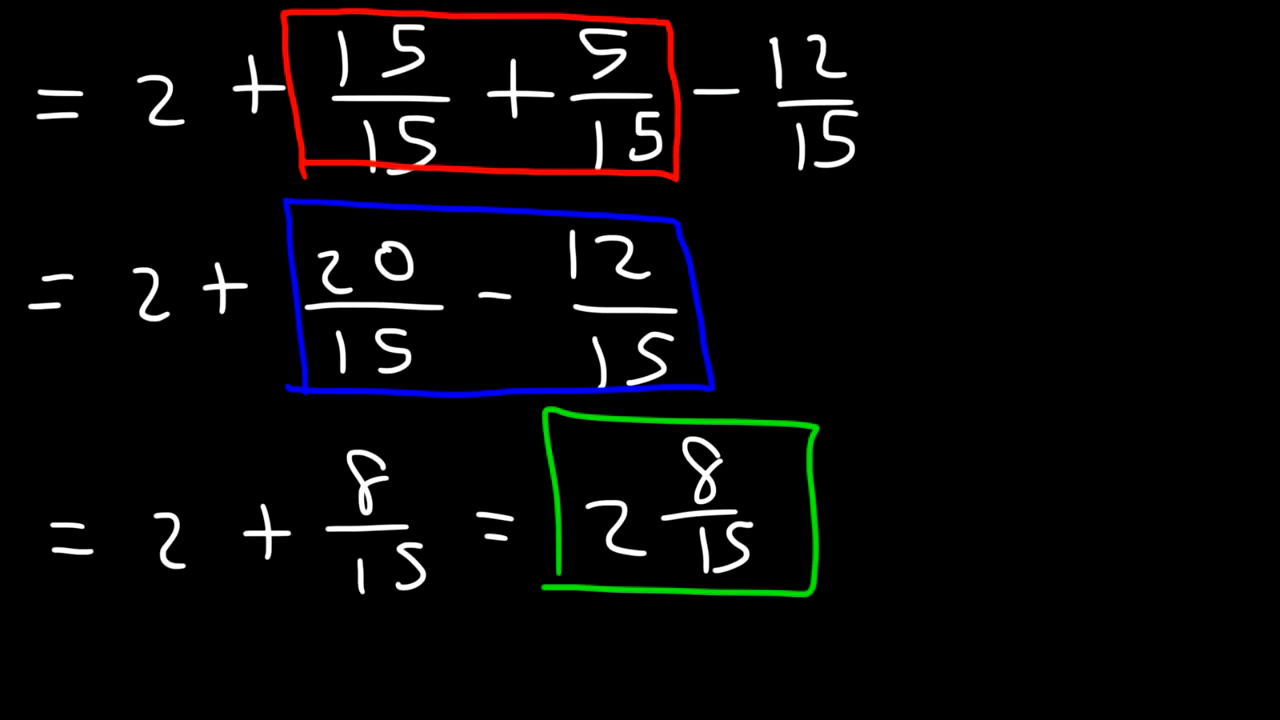 = 2 + 15/15 + 5/15 - 12/15
= 2 + 20/15 - 12/15
= 2 + 8/15 = 2 8/15